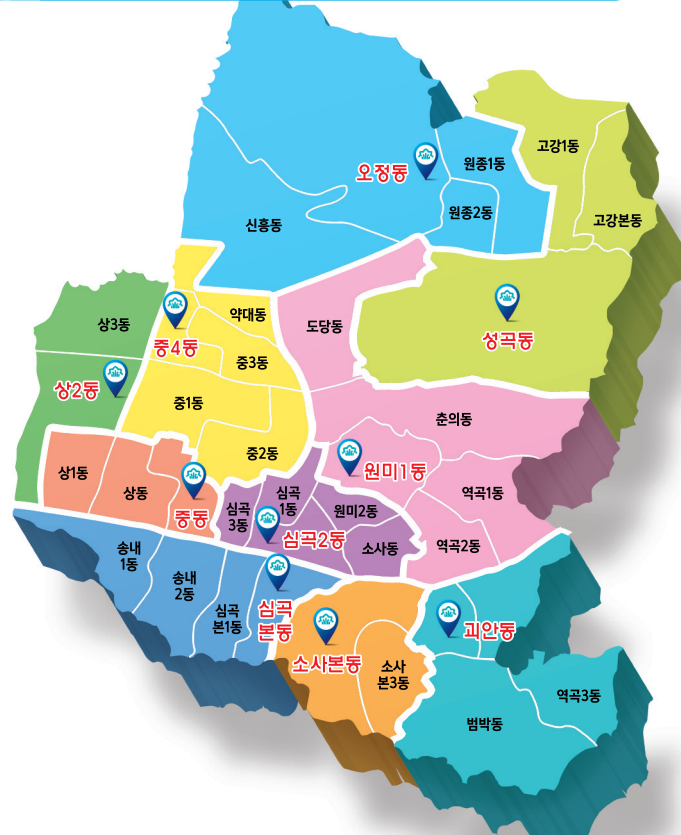 고강1동
원종1동
오정동
원종2동
고강본동
신흥동
약대동
상3동
도당동
중4동
성곡동
중3동
상2동
중1동
춘의동
중2동
상1동
원미1동
상동
역곡1동
심곡
3동
심곡
1동
원미2동
중동
심곡2동
소사동
역곡2동
송내
1동
송내
2동
심곡
본1동
심곡
본동
괴안동
소사본동
소사
본3동
역곡3동
범박동